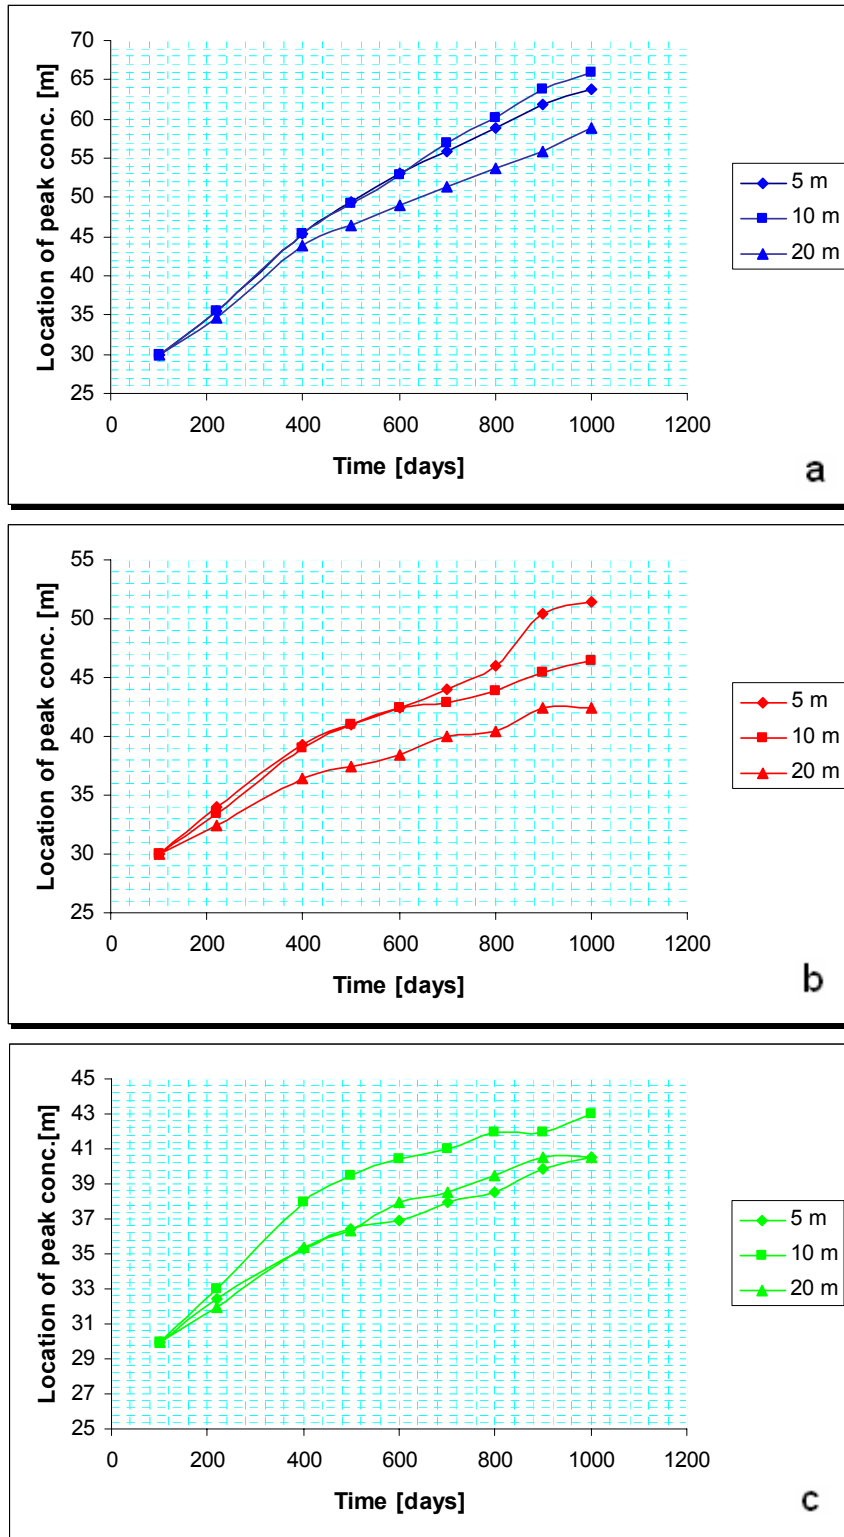 Location of peak conc. [m]
70
65
60
55
50
45
40
35
30
25
0 200 400 600 800 1000 1200
Time [days]
5 m
10 m
20 m
a
Location of peak conc. [m]
55
50
45
40
35
30
25
0 200 400 600 800 1000 1200
Time [days]
5 m
10 m
20 m
b
Location of peak conc.[m]
45
43
41
39
37
35
33
31
29
27
25
0 200 400 600 800 1000 1200
Time [days]
5 m
10 m
20 m
c